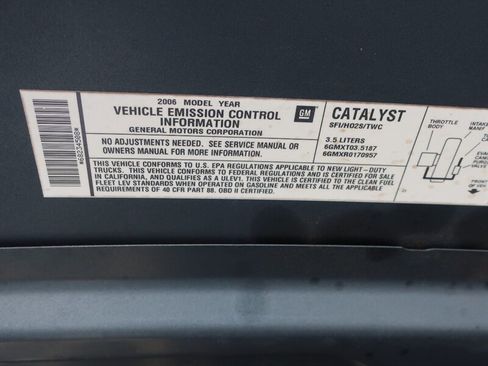 2006 MODEL YEAR
VEHICLE EMISSION CONTROL
INFORMATION
GENERAL MOTORS CORPORATION
GM
NO ADJUSTMENTS NEEDED. SEE SERVICE MANUAL OR
OWNERS MANUAL FOR MORE INFORMATION.
CATALYST
SFI/HO2S/TWC
3.5 LITERS
6GMXT03.5187
6GMXR0170957
THIS VEHICLE CONFORMS TO U.S. EPA REGULATIONS APPLICABLE TO NEW LIGHT-DUTY
TRUCKS. THIS VEHICLE CONFORMS TO REGULATIONS AND IS CERTIFIED FOR SALE
IN CALIFORNIA, AND QUALIFIES AS A ULEV1. THIS VEHICLE IS CERTIFIED TO THE CLEAN FUEL
FLEET LEV STANDARDS WHEN OPERATED ON GASOLINE AND MEETS ALL THE APPLICABLE
REQUIREMENTS OF 40 CFR PART 88. OBD II CERTIFIED.
THROTTLE
BODY
INTAKE
FRONT OF